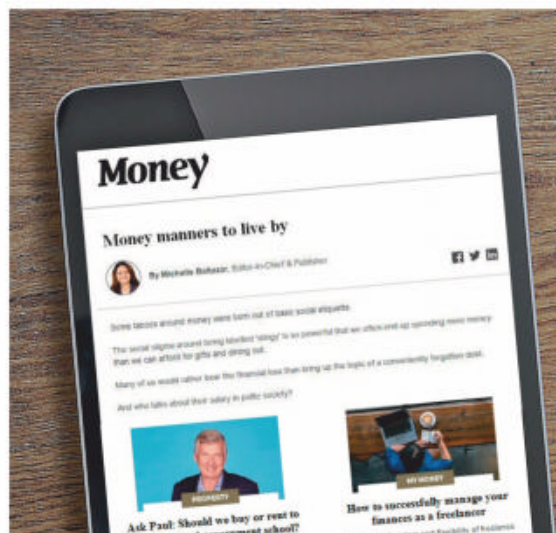 Money
Money manners to live by
By Michelle Baltazar, Editor-in-Chief & Publisher
Some taboos around money were born out of basic social etiquette.
The social stigma around being labelled 'stingy' is so powerful that we often end up spending more money
than we can afford for gifts and dining out.
Many of us would rather bear the financial loss than bring up the topic of a conveniently forgotten debt.
And who talks about their salary in polite society?
PROPERTY
Ask Paul: Should we buy or rent to
school?
MY MONEY
How to successfully manage your
finances as a freelancer
flexibility of freelance